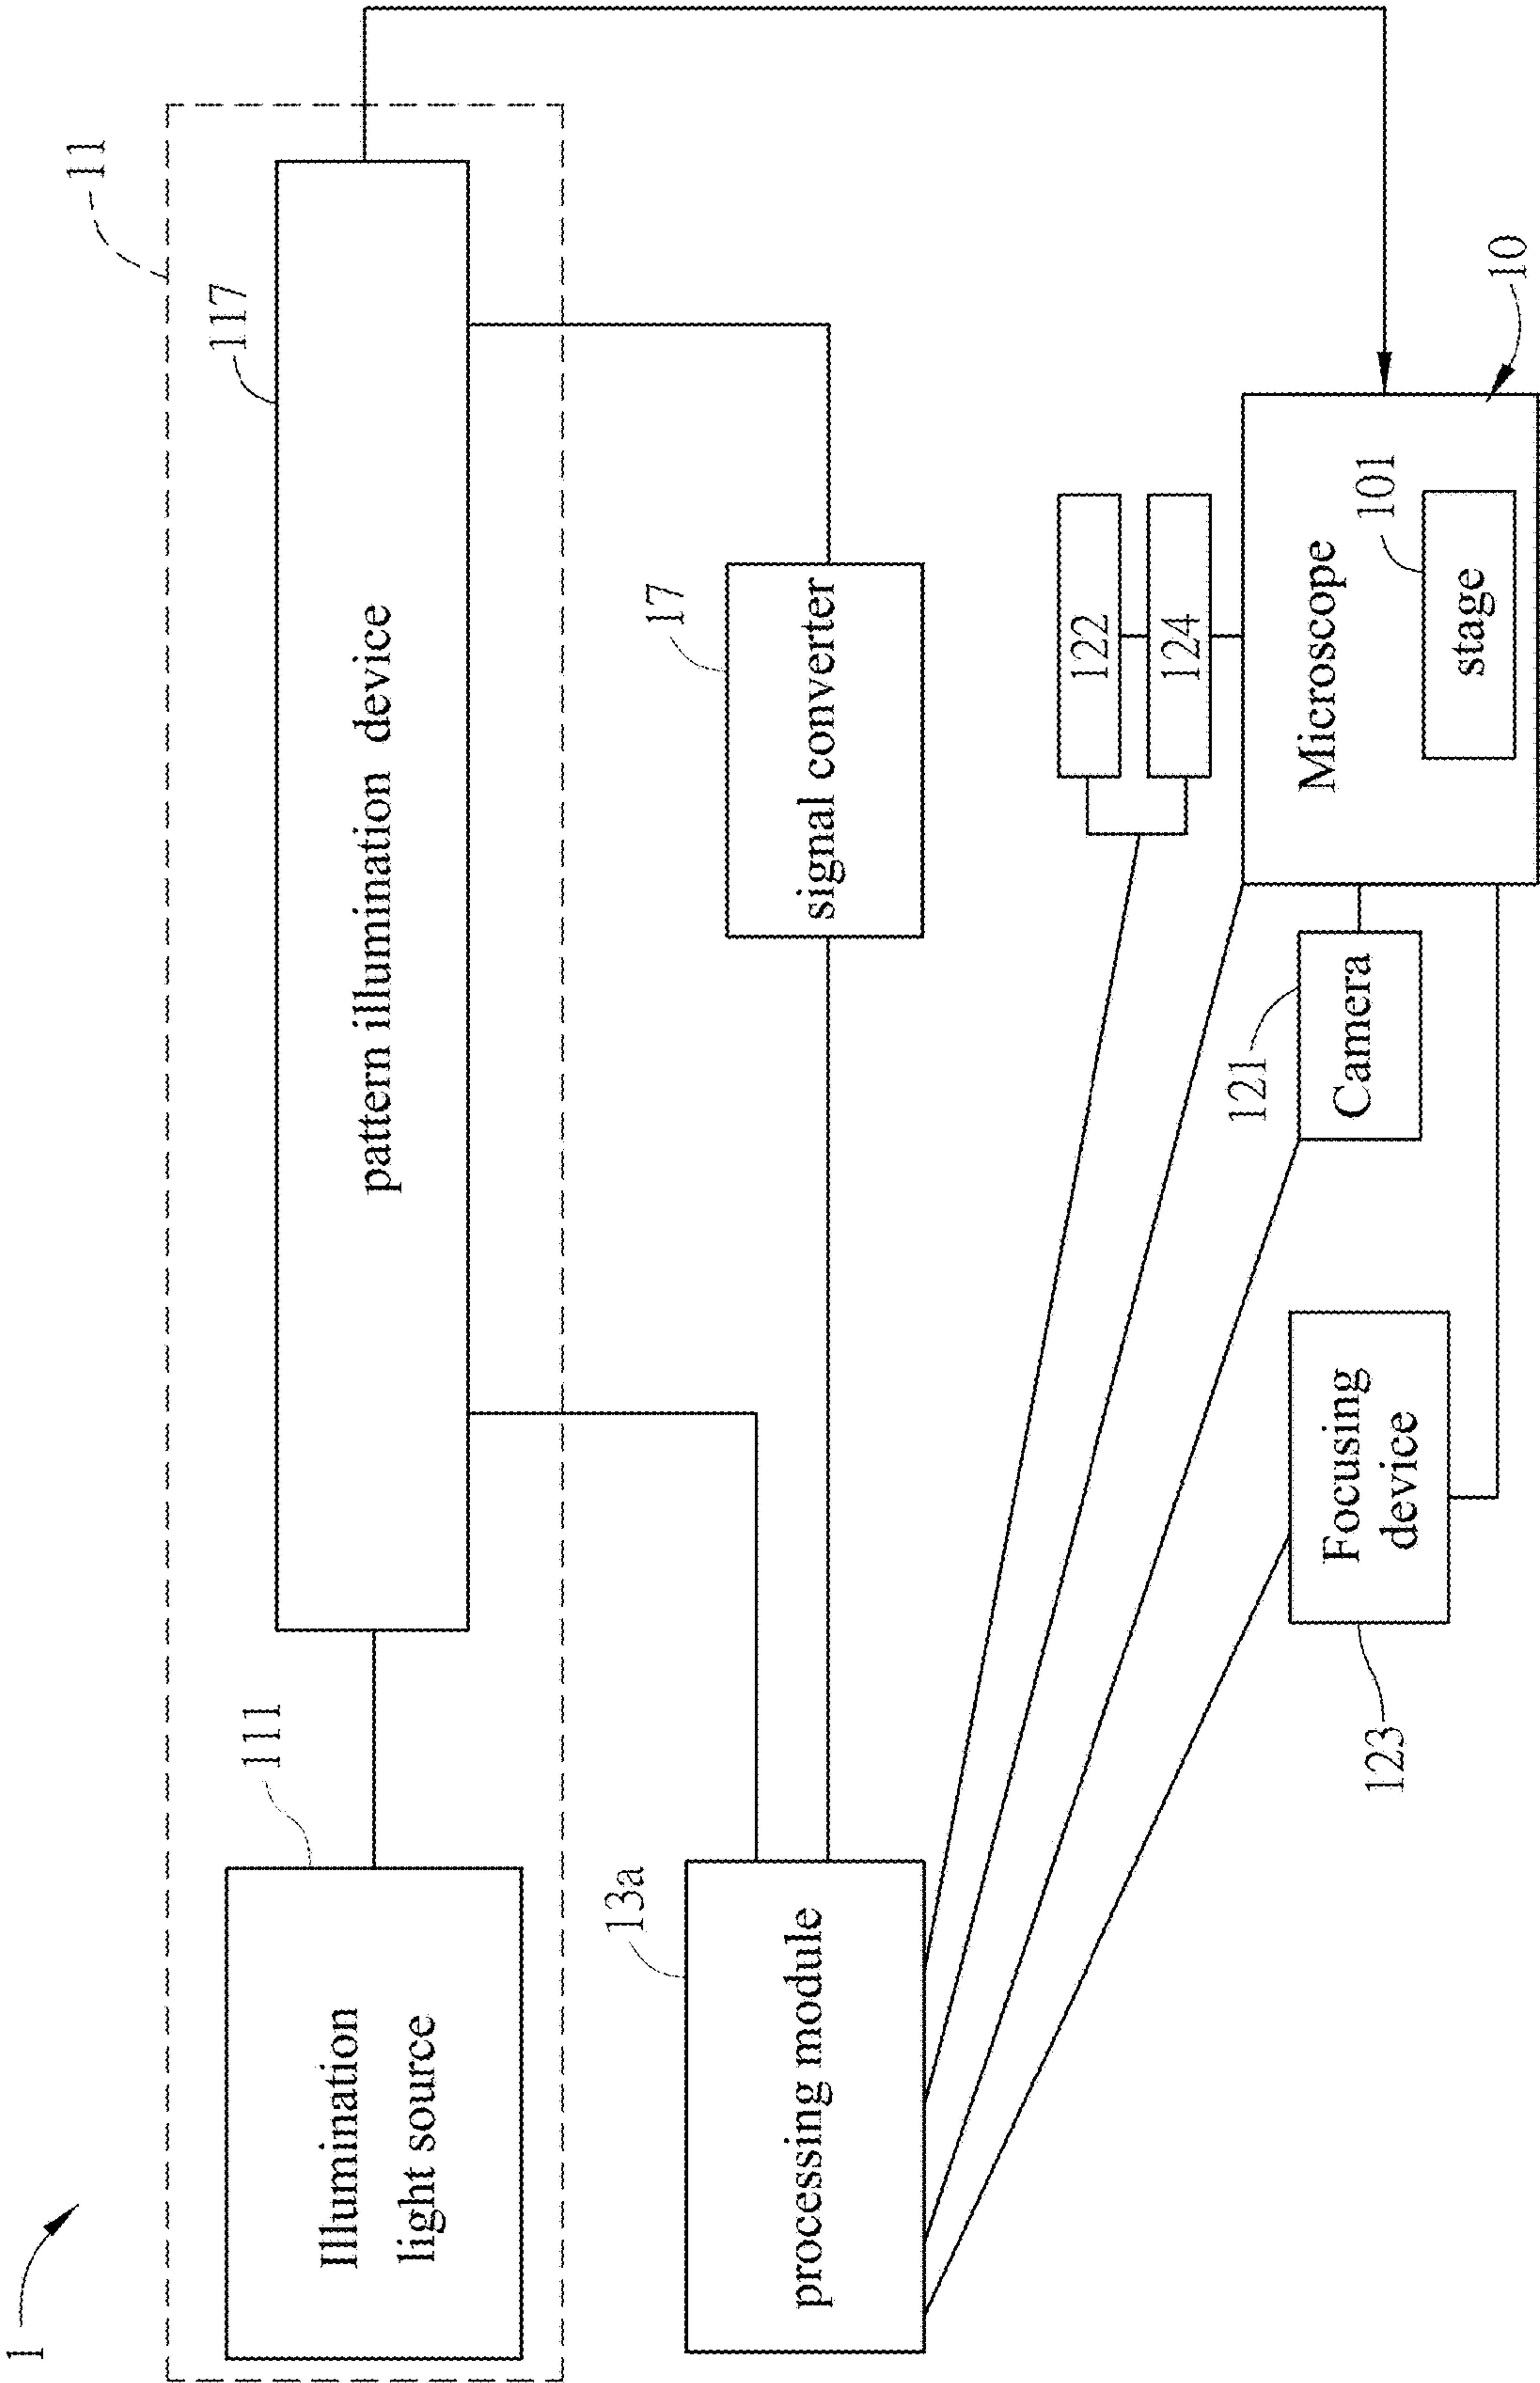 1
11
117
111
Illumination
light source
pattern illumination device
13a
processing module
17
signal converter
122
124
10
Microscope
101
stage
121
Camera
Focusing
device
123